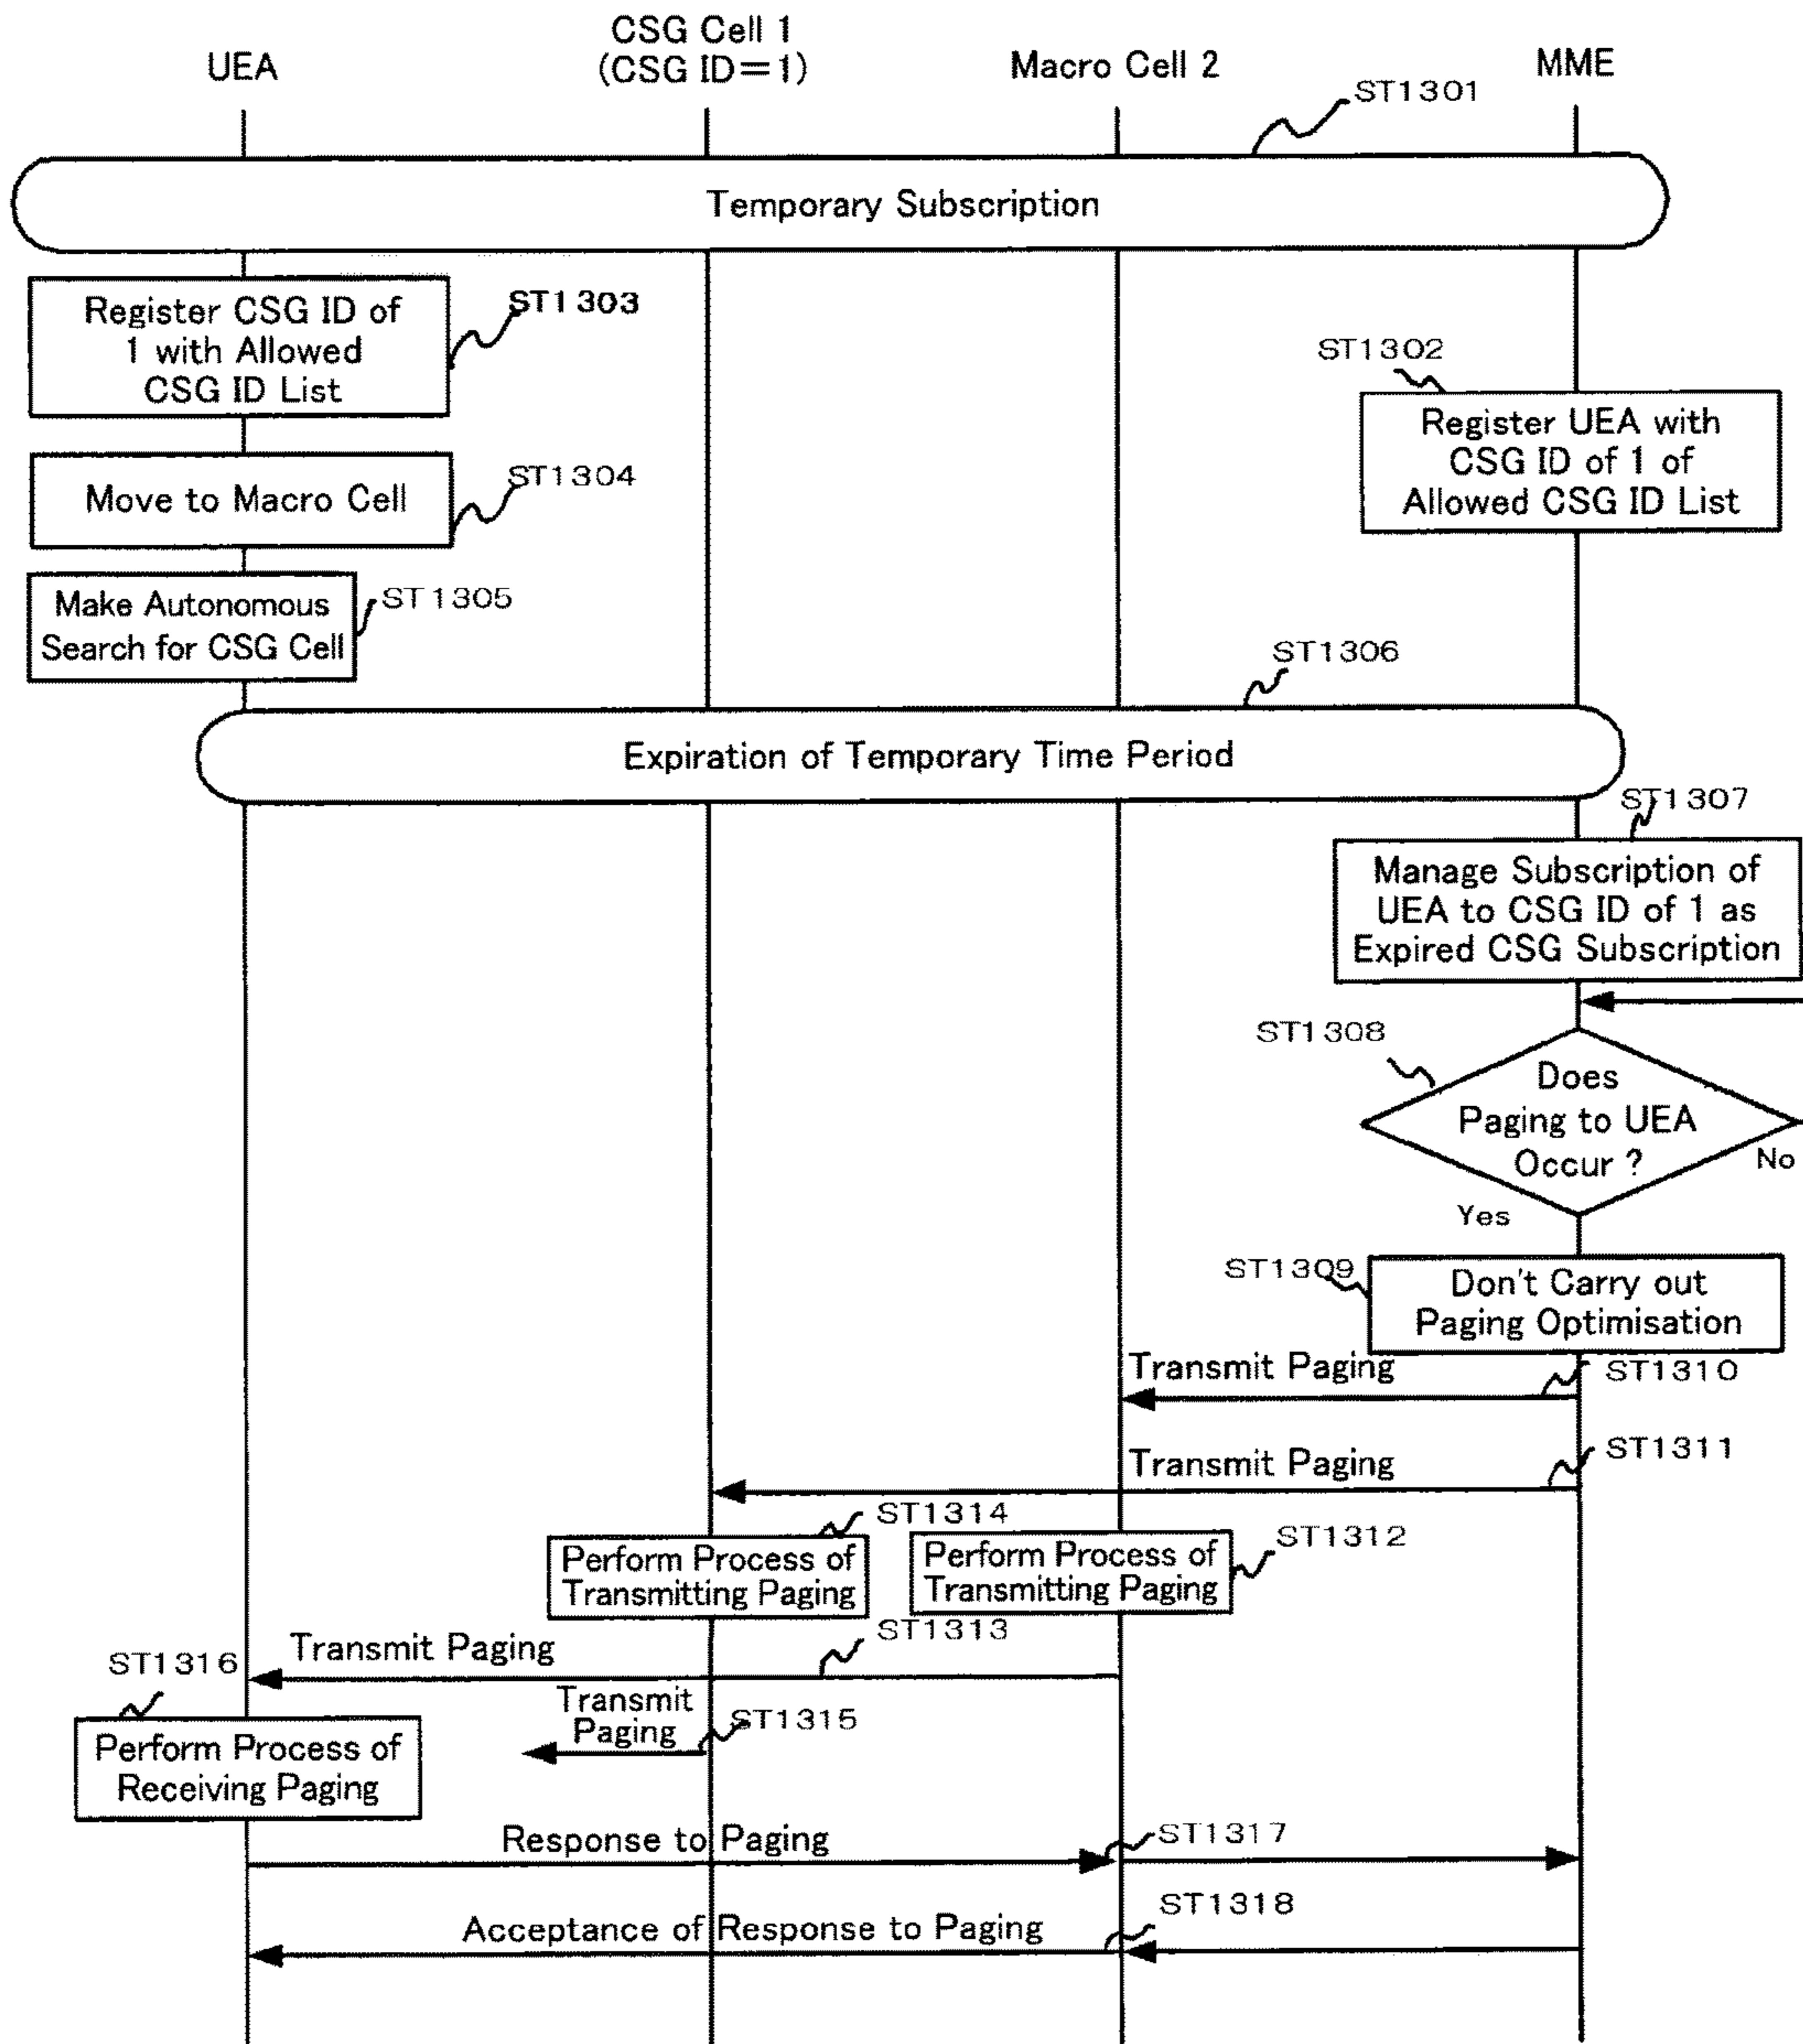 UEA
CSG Cell 1
(CSG ID=1)
Macro Cell 2
MME
ST1301
Temporary Subscription
Register CSG ID of
1 with Allowed
CSG ID List
ST1303
ST1302
Register UEA with
CSG ID of 1 of
Allowed CSG ID List
Move to Macro Cell
ST1304
Make Autonomous
Search for CSG Cell
ST1305
ST1306
Expiration of Temporary Time Period
ST1307
Manage Subscription of
UEA to CSG ID of 1 as
Expired CSG Subscription
ST1308
Does
Paging to UEA
Occur ?
No
Yes
ST1309
Don't Carry out
Paging Optimisation
Transmit Paging
ST1310
Transmit Paging
ST1311
ST1314
Perform Process of
Transmitting Paging
ST1312
Perform Process of
Transmitting Paging
ST1313
Transmit Paging
ST1316
Transmit
Paging
ST1315
Perform Process of
Receiving Paging
Response to Paging
ST1317
ST1318
Acceptance of Response to Paging